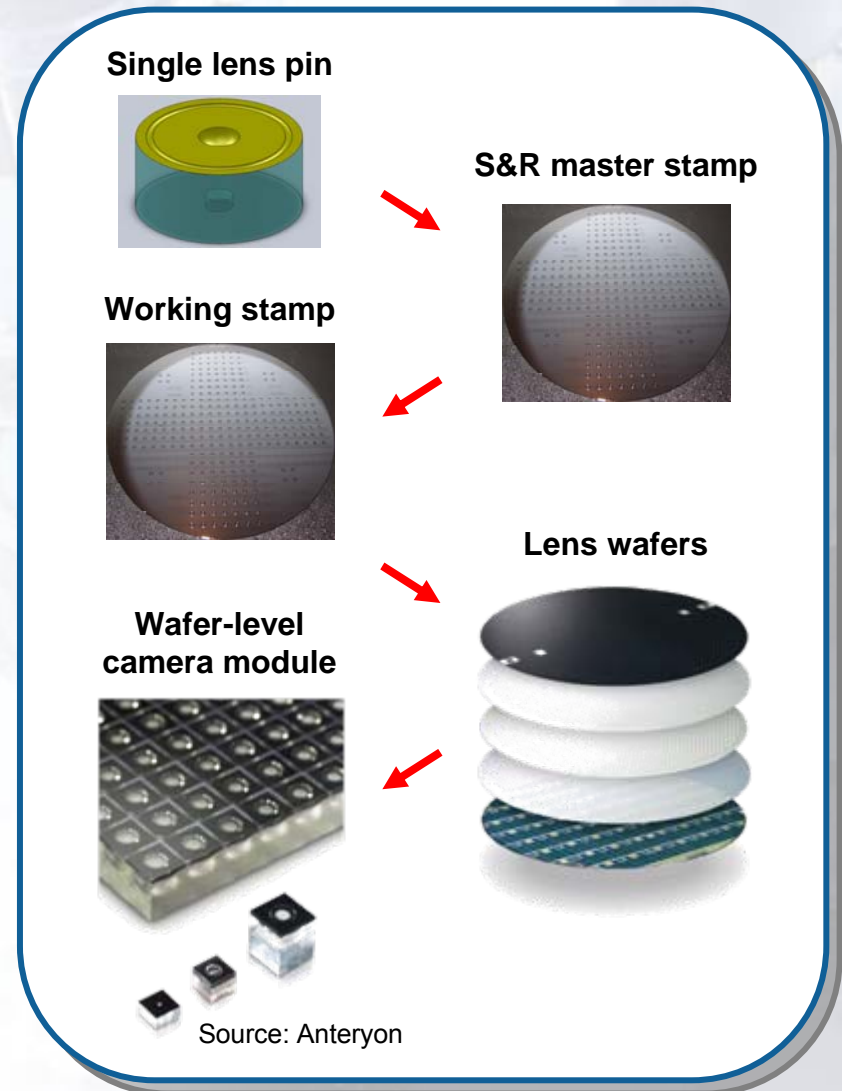 Single lens pin
S&R master stamp
Working stamp
Lens wafers
Wafer-level
camera module
Source: Anteryon